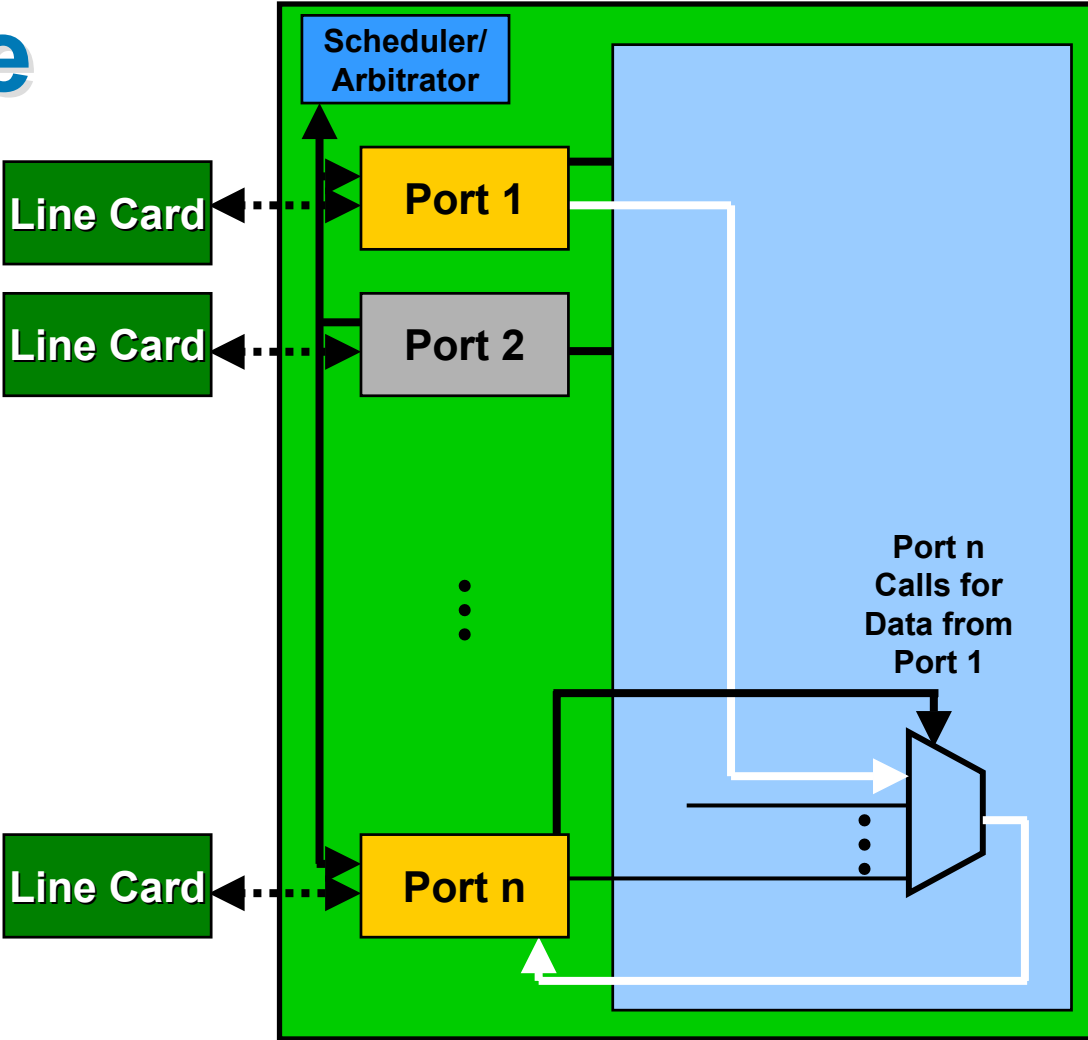 e
Scheduler/
Arbitrator
Line Card
Port 1
Line Card
Port 2
Port n
Calls for
Data from
Port 1
Line Card
Port n